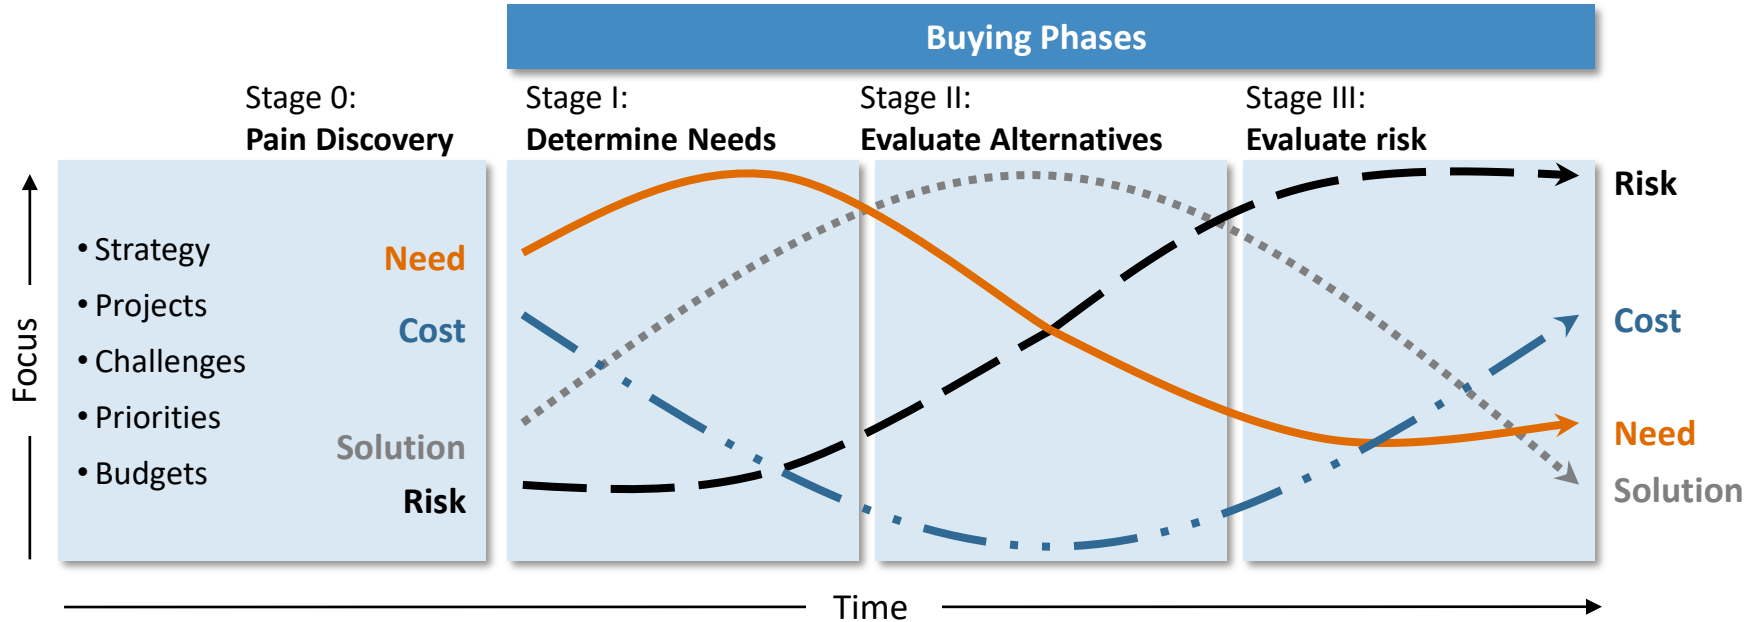 Buying Phases
Stage 0:
Pain Discovery
Stage I:
Determine Needs
Stage II:
Evaluate Alternatives
Stage III:
Evaluate risk
Focus
• Strategy
• Projects
• Challenges
• Priorities
• Budgets
Need
Cost
Solution
Risk
Risk
Cost
Need
Solution
Time